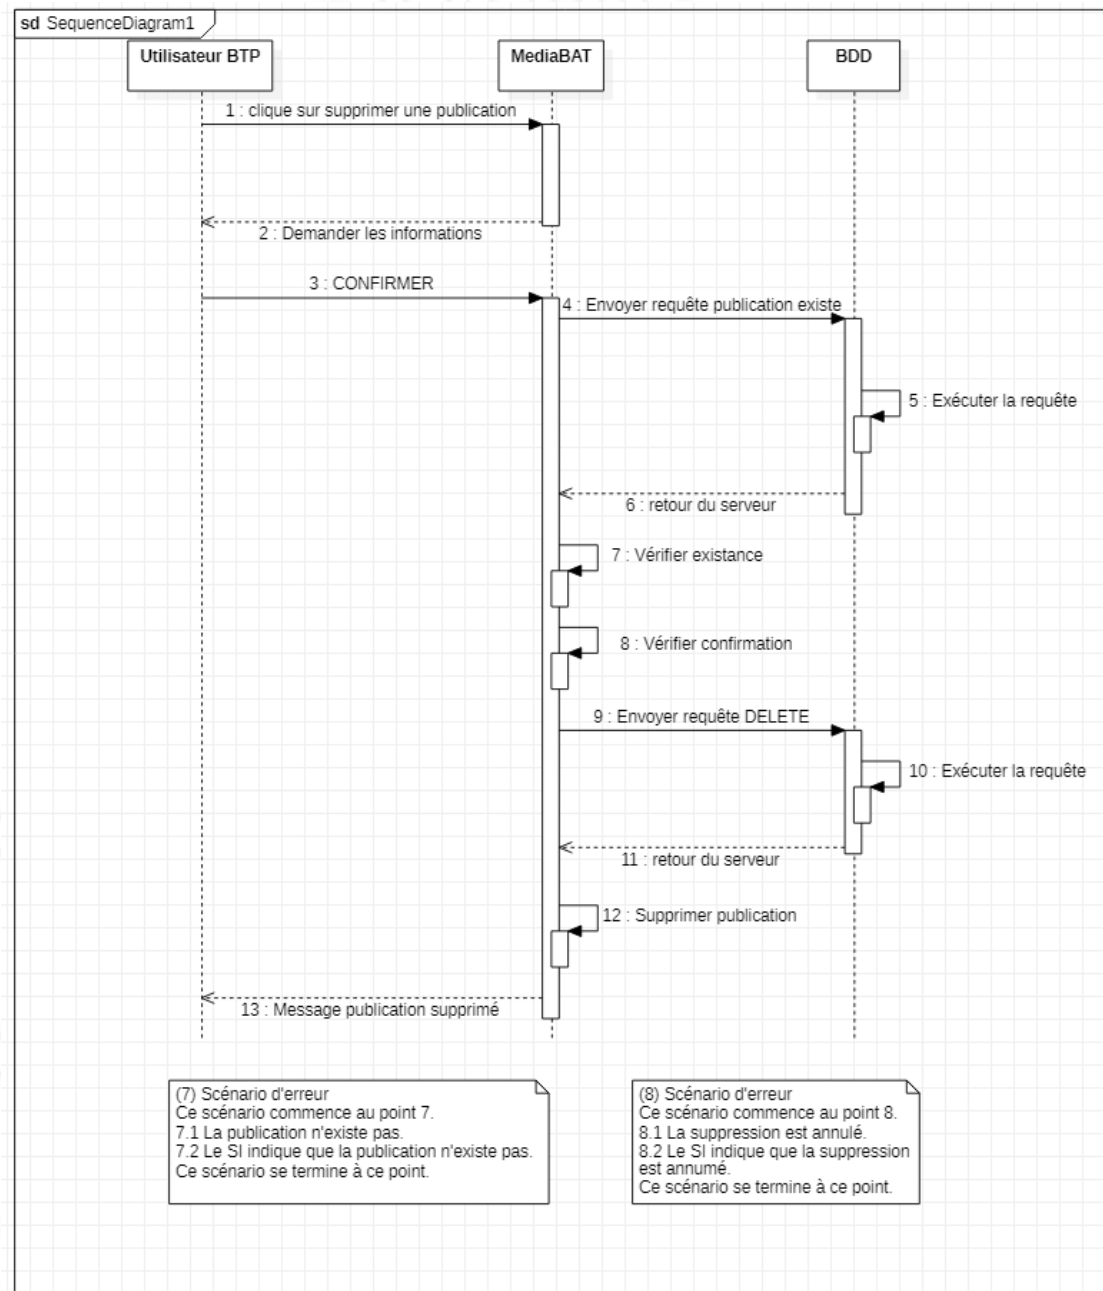 sd SequenceDiagram1
Utilisateur BTP
MediaBAT
BDD
1 : clique sur supprimer une publication
2 : Demander les informations
3 : CONFIRMER
4 : Envoyer requête publication existe
5 : Exécuter la requête
6 : retour du serveur
7 : Vérifier existance
8 : Vérifier confirmation
9 : Envoyer requête DELETE
10 : Exécuter la requête
11 : retour du serveur
12 : Supprimer publication
13 : Message publication supprimé
(7) Scénario d'erreur
Ce scénario commence au point 7.
7.1 La publication n'existe pas.
7.2 Le SI indique que la publication n'existe pas.
Ce scénario se termine à ce point.
(8) Scénario d'erreur
Ce scénario commence au point 8.
8.1 La suppression est annulé.
8.2 Le SI indique que la suppression
est annumé.
Ce scénario se termine à ce point.